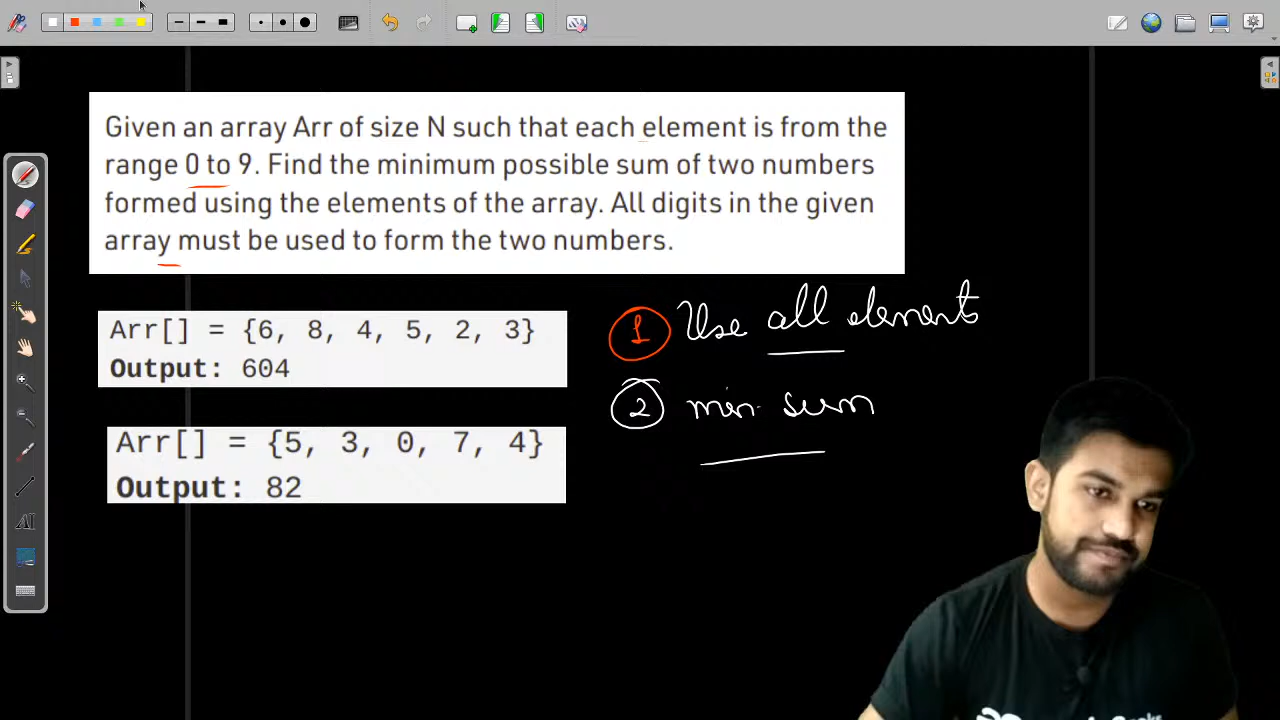 Given an array Arr of size N such that each element is from the
range 0 to 9. Find the minimum possible sum of two numbers
formed using the elements of the array. All digits in the given
array must be used to form the two numbers.
Arr[] = {6, 8, 4, 5, 2, 3}
Output: 604
Arr[] = {5, 3, 0, 7, 4}
Output: 82
1 Use all element
2 min. sum